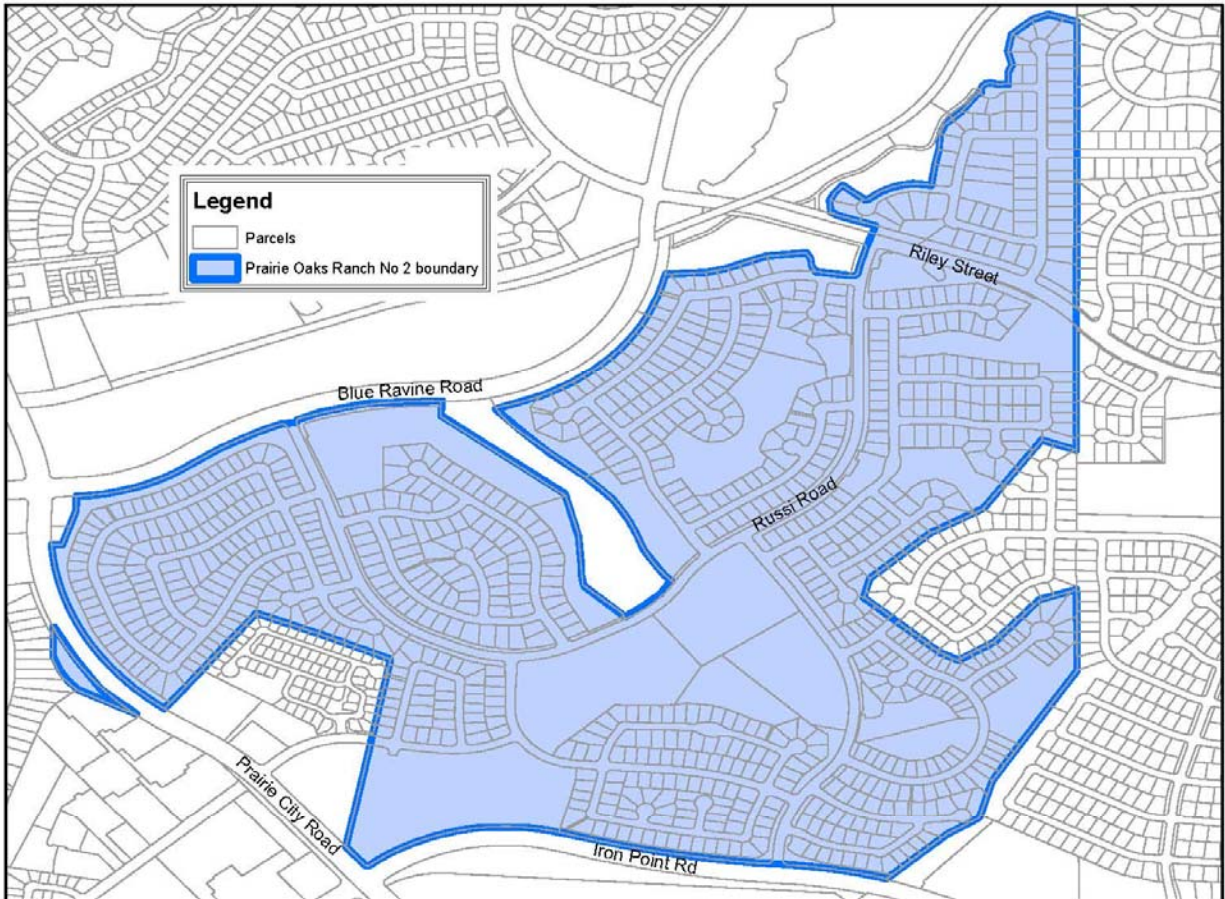 Legend
Parcels
Prairie Oaks Ranch No 2 boundary
Riley Street
Blue Ravine Road
Russi Road
Prairie City Road
Iron Point Rd